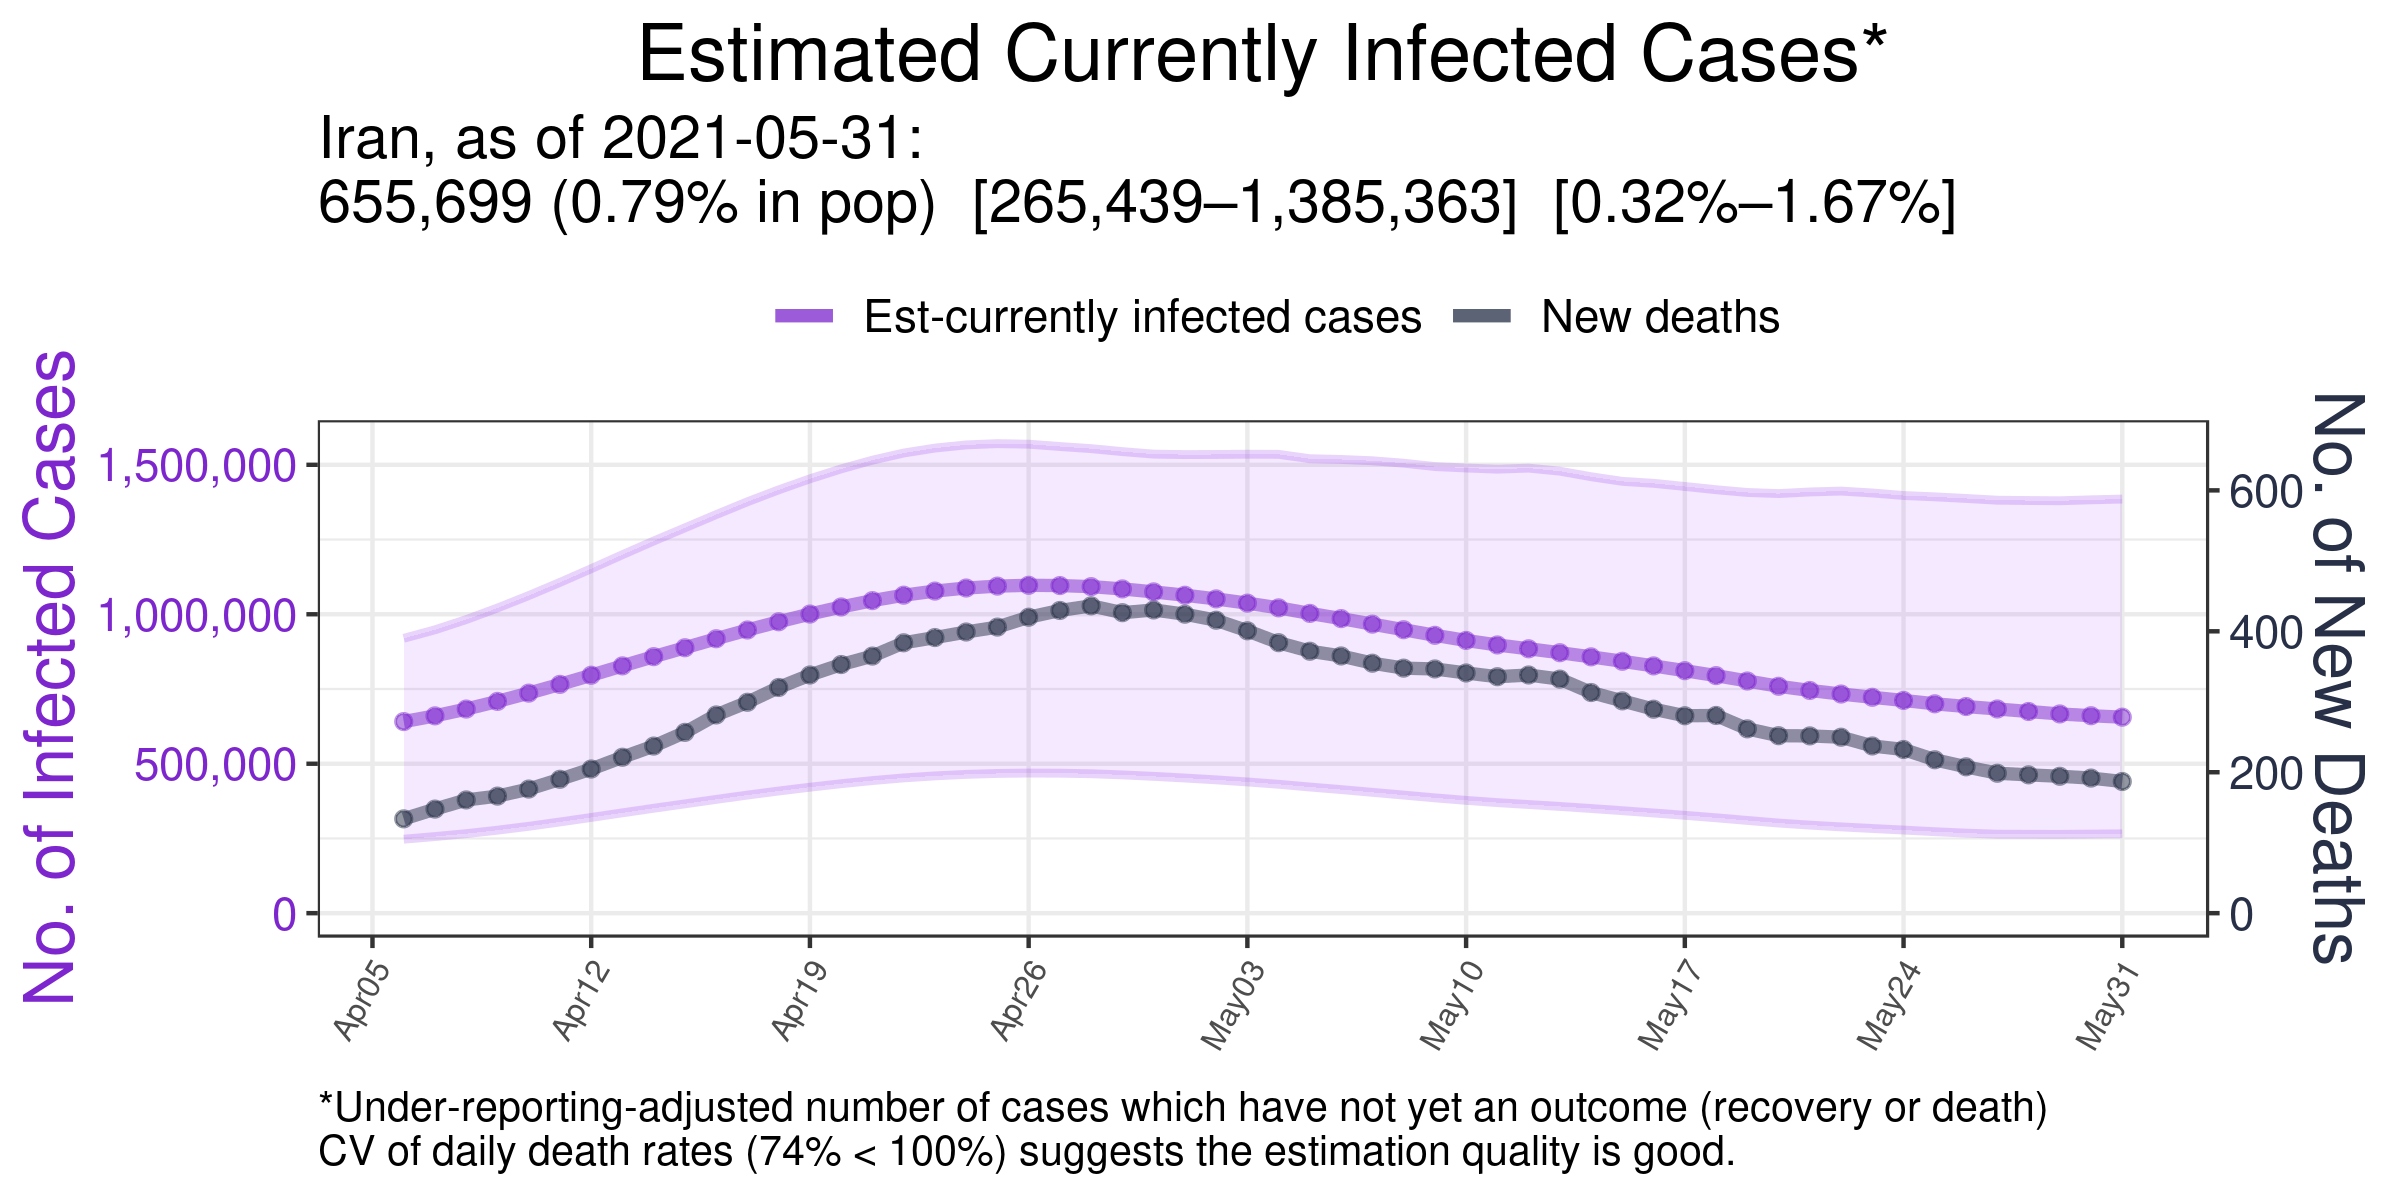 Estimated Currently Infected Cases*
Iran, as of 2021-05-31:
655,699 (0.79% in pop)  [265,439–1,385,363]  [0.32%–1.67%]
Est-currently infected cases
New deaths
No. of Infected Cases
1,500,000
1,000,000
500,000
0
No. of New Deaths
600
400
200
0
Apr05
Apr12
Apr19
Apr26
May03
May10
May17
May24
May31
*Under-reporting-adjusted number of cases which have not yet an outcome (recovery or death)
CV of daily death rates (74% < 100%) suggests the estimation quality is good.